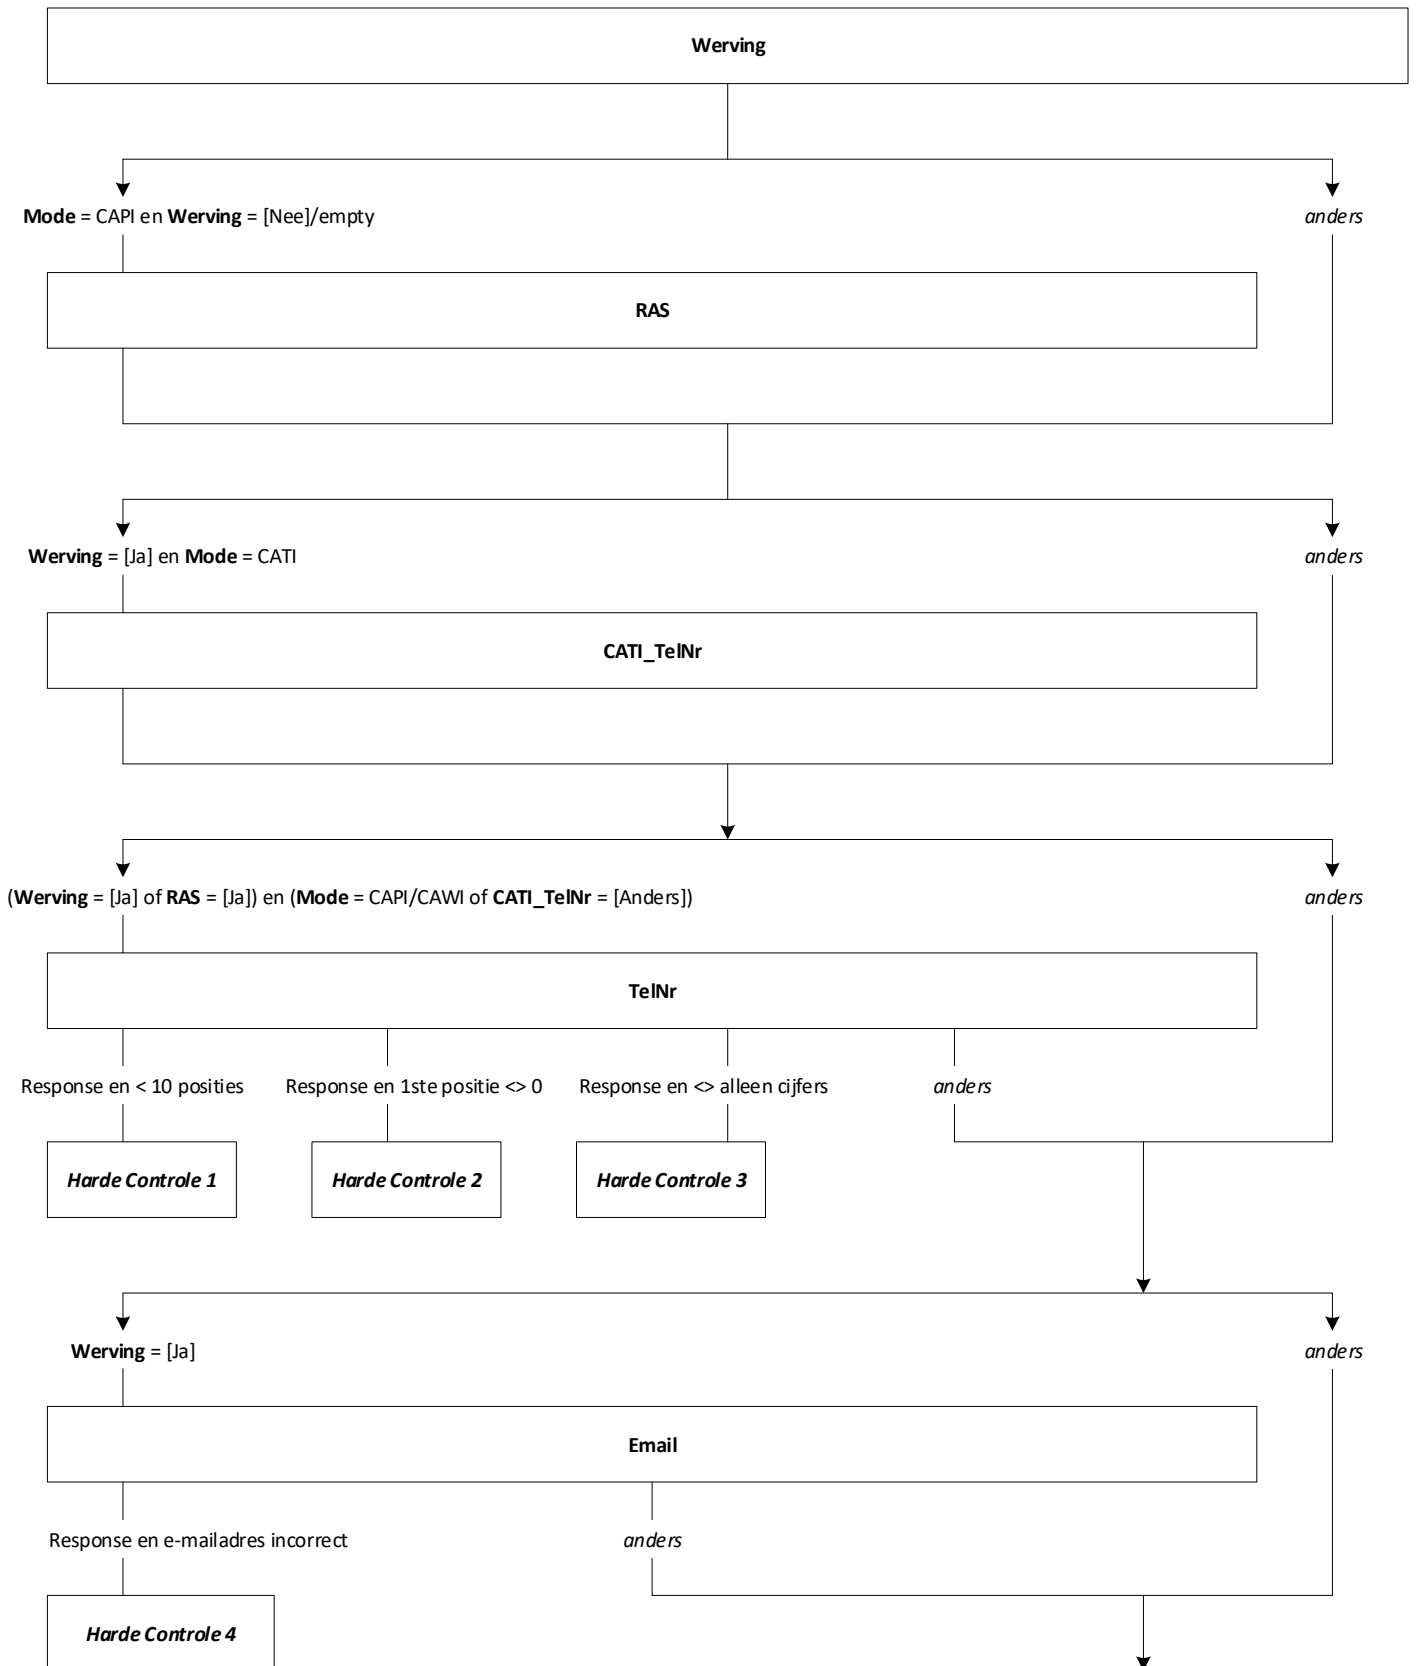 Werving
Mode = CAPI en Werving = [Nee]/empty
anders
RAS
Werving = [Ja] en Mode = CATI
anders
CATI_TelNr
(Werving = [Ja] of RAS = [Ja]) en (Mode = CAPI/CAWI of CATI_TelNr = [Anders])
anders
TelNr
Response en < 10 posities
Response en 1ste positie <> 0
Response en <> alleen cijfers
anders
Harde Controle 1
Harde Controle 2
Harde Controle 3
Werving = [Ja]
anders
Email
Response en e-mailadres incorrect
anders
Harde Controle 4